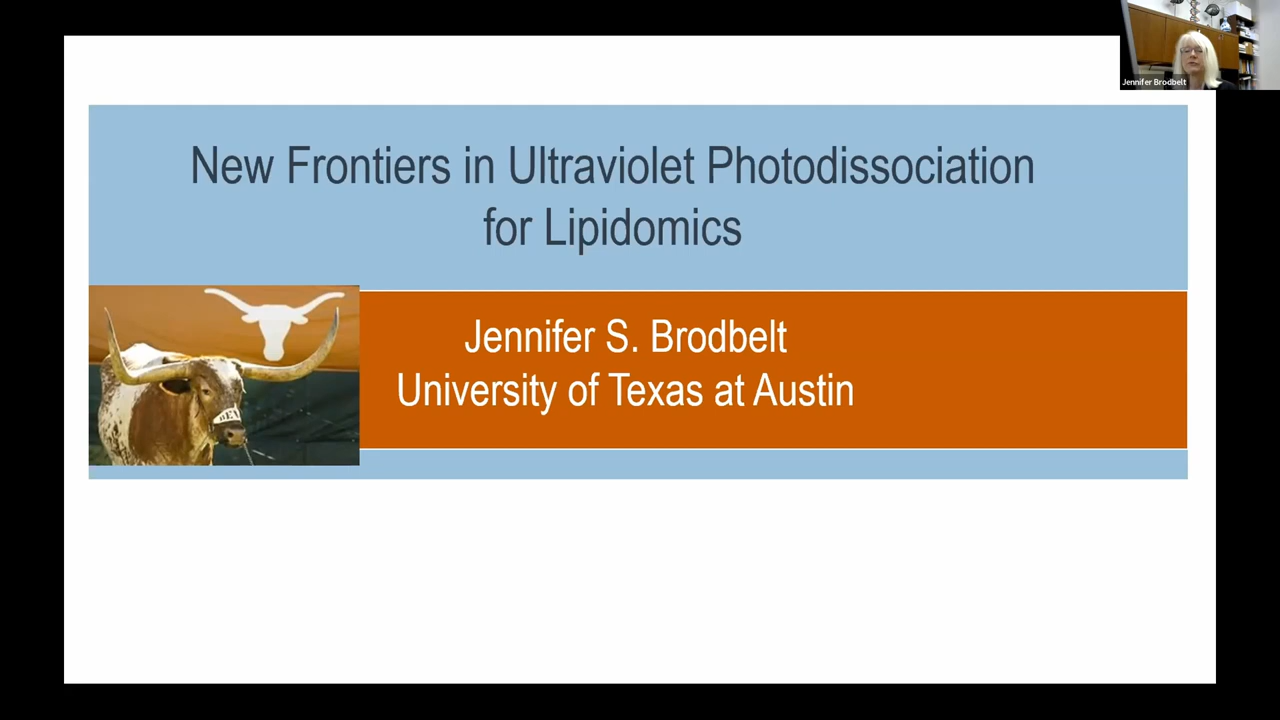 New Frontiers in Ultraviolet Photodissociation
for Lipidomics
Jennifer S. Brodbelt
University of Texas at Austin
Jennifer Brodbelt